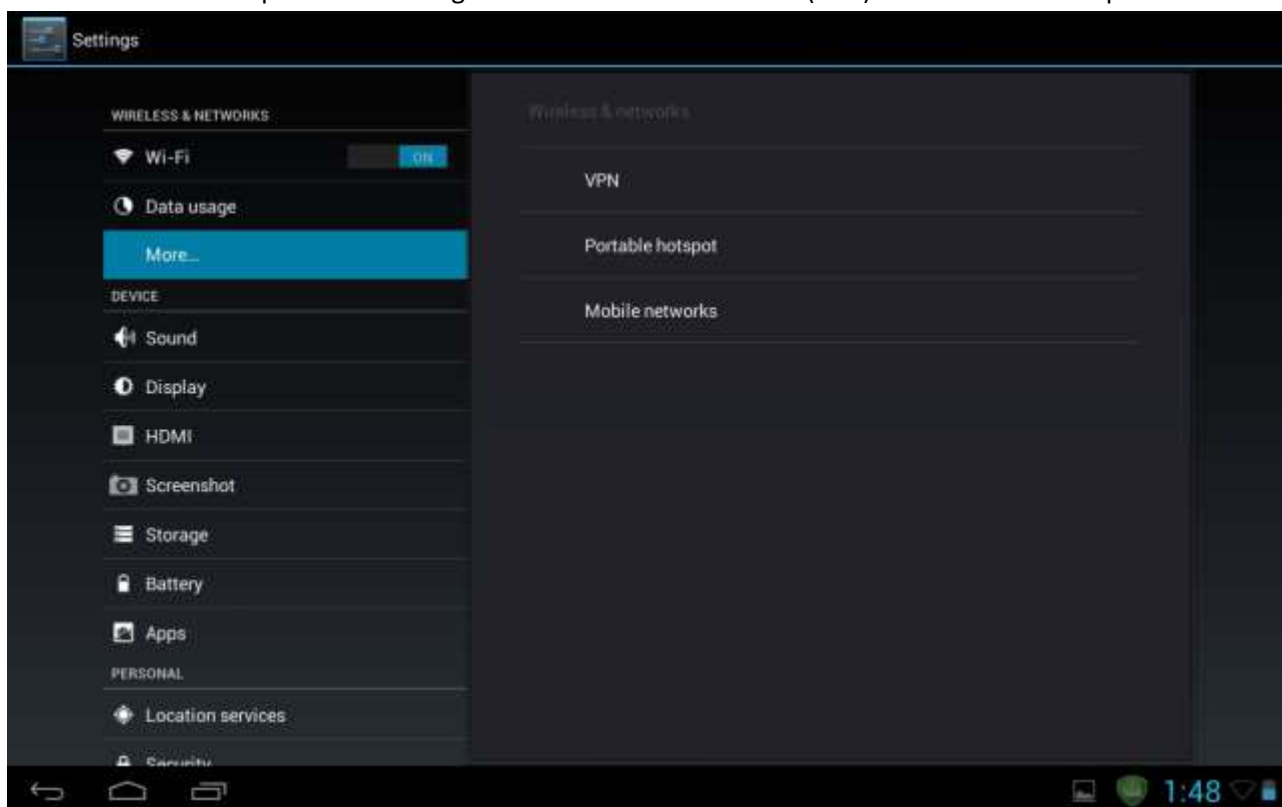 Settings
WIRELESS & NETWORKS
Wi-Fi ON
Data usage
More...
DEVICE
Sound
Display
HDMI
Screenshot
Storage
Battery
Apps
PERSONAL
Location services
Security
Wireless & networks
VPN
Portable hotspot
Mobile networks
1:48